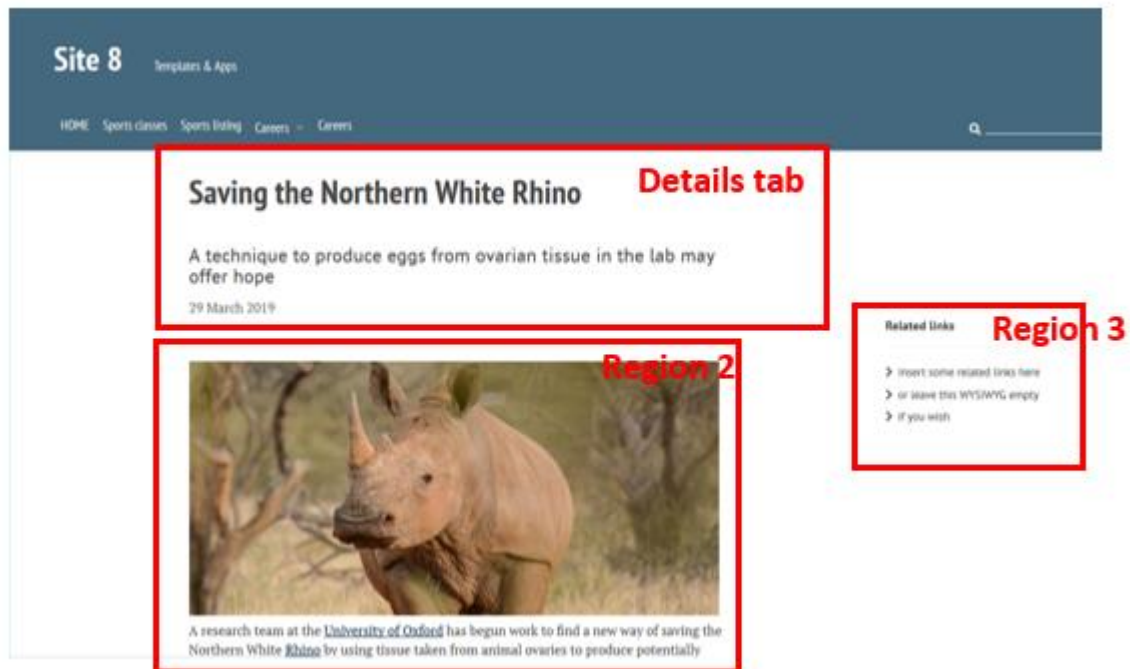 Site 8 Templates & Apps
HOME Sports classes Sports listing Careers Careers
Details tab
Saving the Northern White Rhino
A technique to produce eggs from ovarian tissue in the lab may
offer hope
29 March 2019
Region 2
A research team at the University of Oxford has begun work to find a new way of saving the
Northern White Rhino by using tissue taken from animal ovaries to produce potentially
Region 3
Related links
Insert some related links here
or leave this WYSIWYG empty
if you wish